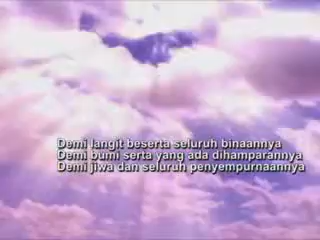 Demi langit beserta seluruh binaannya
Demi bumi serta yang ada dihamparannya
Demi jiwa dan seluruh penyempurnaannya